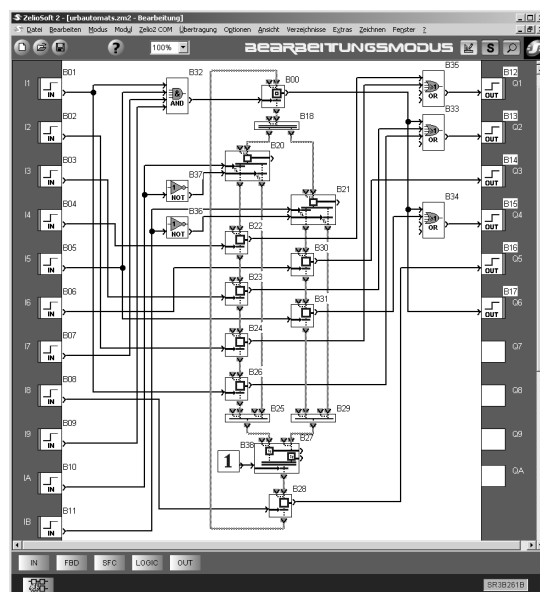 ZelioSoft 2 - [urbautomats.zm2 - Bearbeitung]
Datei Bearbeiten Modus Modul Zelio2 COM Übertragung Optionen Ansicht Verzeichnisse Extras Zeichnen Fenster ?
? 100% BEARBEITUNGSMODUS S
I1 B01 IN
I2 B02 IN
I3 B03 IN
I4 B04 IN
I5 B05 IN
I6 B06 IN
I7 B07 IN
I8 B08 IN
I9 B09 IN
IA B10 IN
IB B11 IN
B32 & AND
B37 1 NOT
B36 1 NOT
B00
B18
B20
B21
B22
B30
B23
B31
B24
B26
B25
B29
B38 1
B27
B28
B35 OR
B33 OR
B34 OR
B12 OUT Q1
B13 OUT Q2
B14 OUT Q3
B15 OUT Q4
B16 OUT Q5
B17 OUT Q6
Q7
Q8
Q9
QA
IN FBD SFC LOGIC OUT
SR3B261B